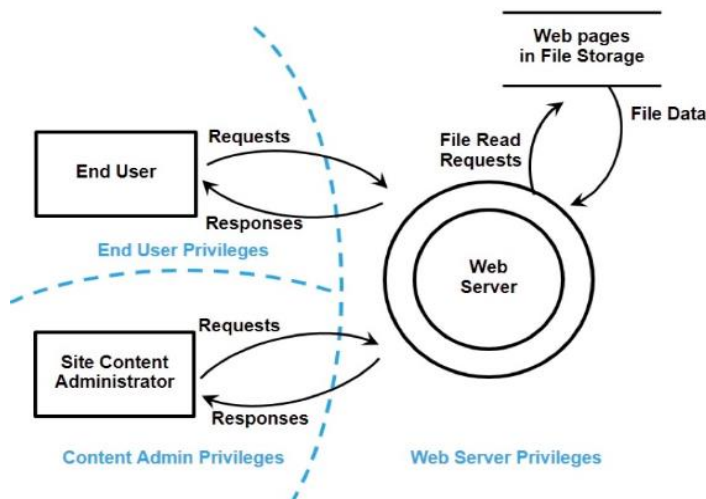 Web pages
in File Storage
Requests
File Read
Requests
File Data
End User
Responses
End User Privileges
Web
Server
Requests
Site Content
Administrator
Responses
Content Admin Privileges
Web Server Privileges